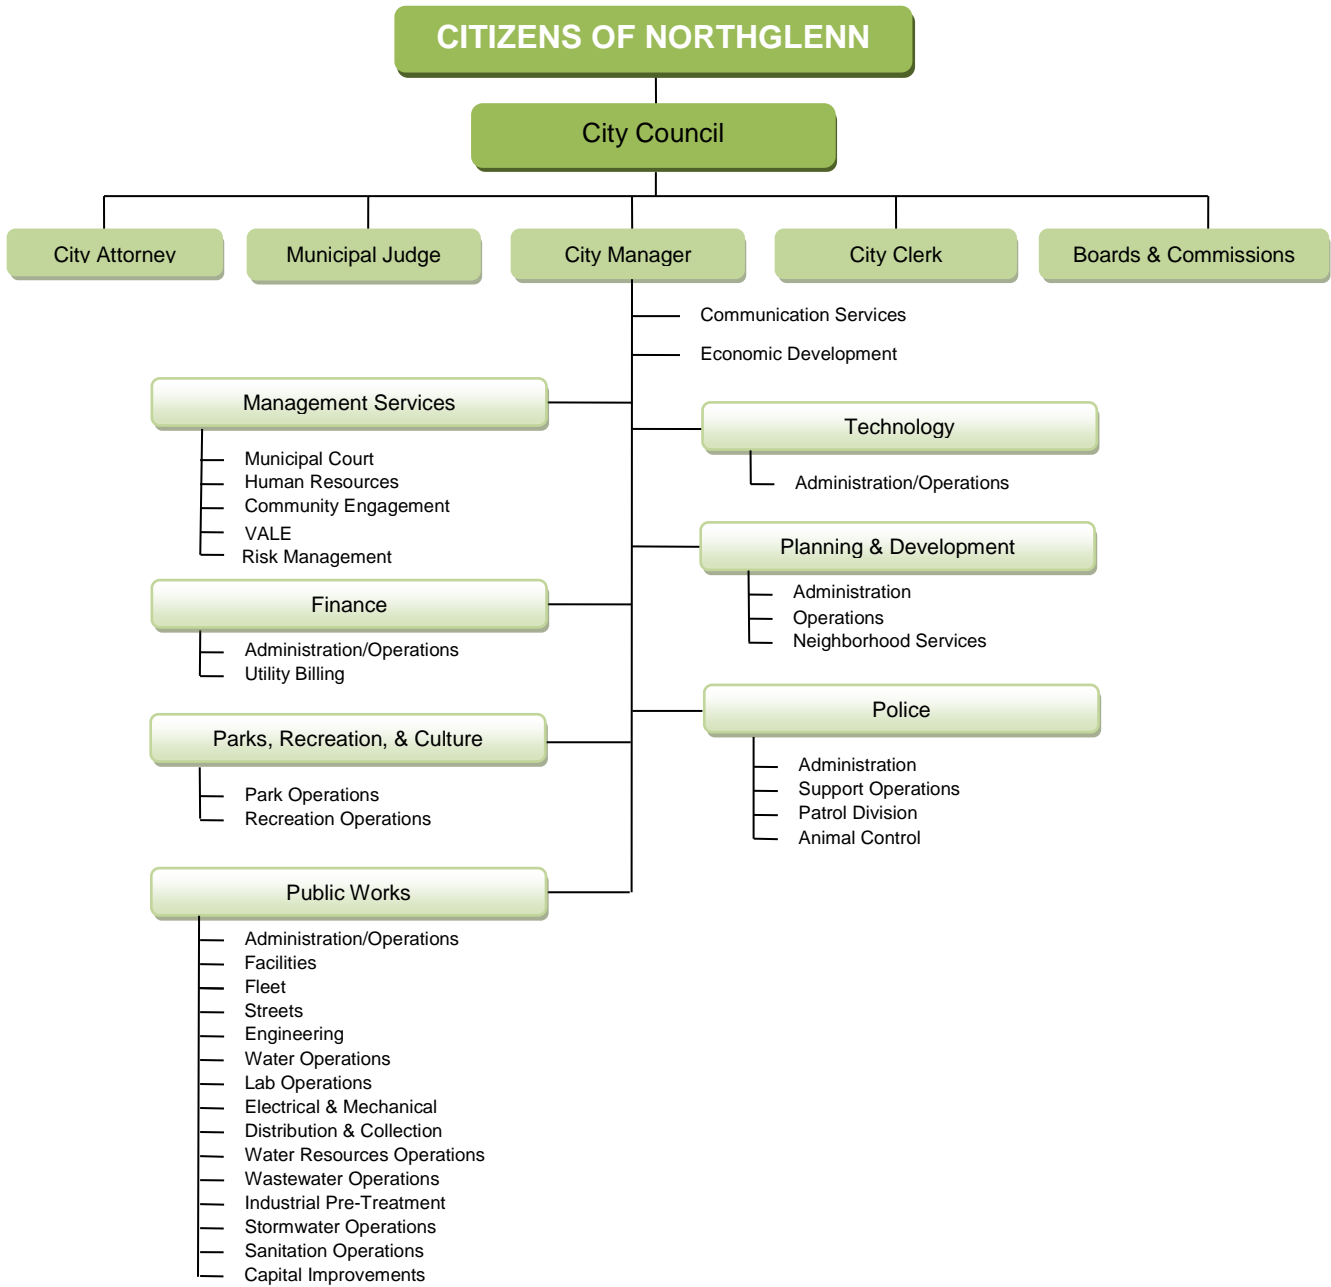 CITIZENS OF NORTHGLENN
City Council
City Attorney
Municipal Judge
City Manager
City Clerk
Boards & Commissions
Communication Services
Economic Development
Management Services
Municipal Court
Human Resources
Community Engagement
VALE
Risk Management
Technology
Administration/Operations
Planning & Development
Administration
Operations
Neighborhood Services
Finance
Administration/Operations
Utility Billing
Police
Administration
Support Operations
Patrol Division
Animal Control
Parks, Recreation, & Culture
Park Operations
Recreation Operations
Public Works
Administration/Operations
Facilities
Fleet
Streets
Engineering
Water Operations
Lab Operations
Electrical & Mechanical
Distribution & Collection
Water Resources Operations
Wastewater Operations
Industrial Pre-Treatment
Stormwater Operations
Sanitation Operations
Capital Improvements